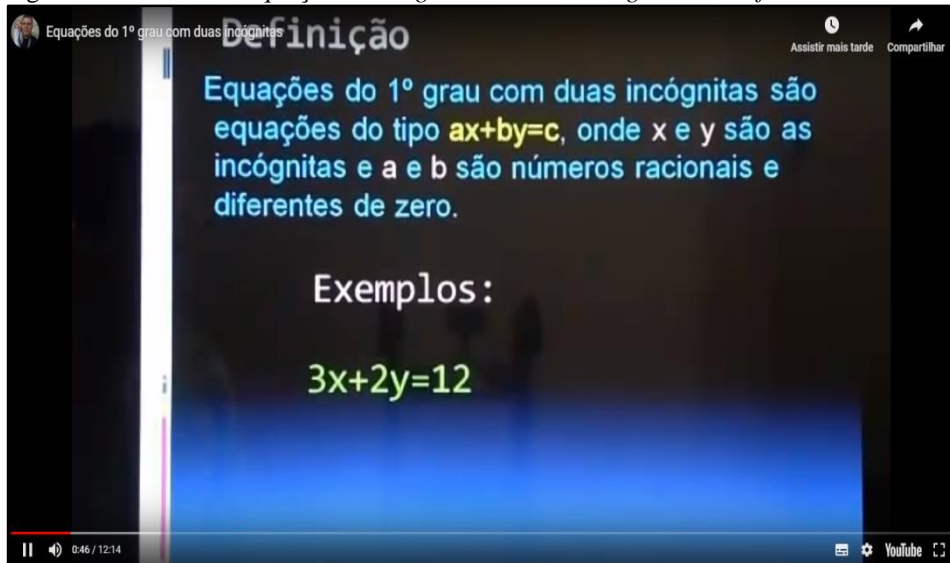 Equações do 1º grau com duas incógnitas
Definição
Assistir mais tarde
Compartilhar
Equações do 1º grau com duas incógnitas são
equações do tipo ax+by=c, onde x e y são as
incógnitas e a e b são números racionais e
diferentes de zero.
Exemplos:
3x+2y=12
0:46 / 12:14
YouTube